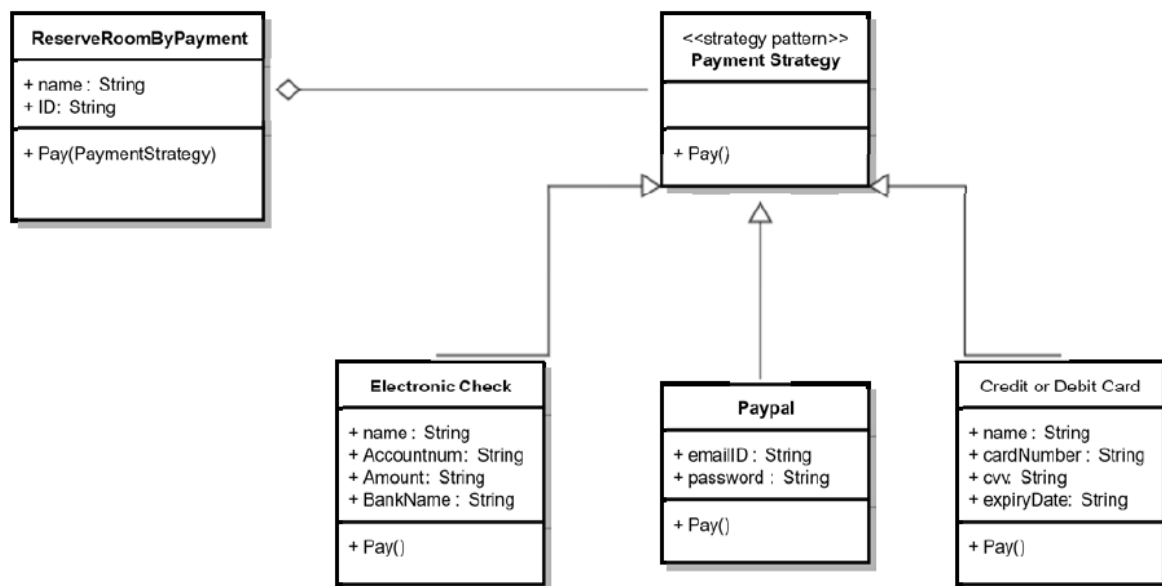 ReserveRoomByPayment
+ name : String
+ ID: String
+ Pay(PaymentStrategy)
<<strategy pattern>>
Payment Strategy
+ Pay()
Electronic Check
+ name : String
+ Accountnum: String
+ Amount: String
+ BankName : String
+ Pay()
Paypal
+ emailID : String
+ password : String
+ Pay()
Credit or Debit Card
+ name : String
+ cardNumber : String
+ cvv: String
+ expiryDate: String
+ Pay()